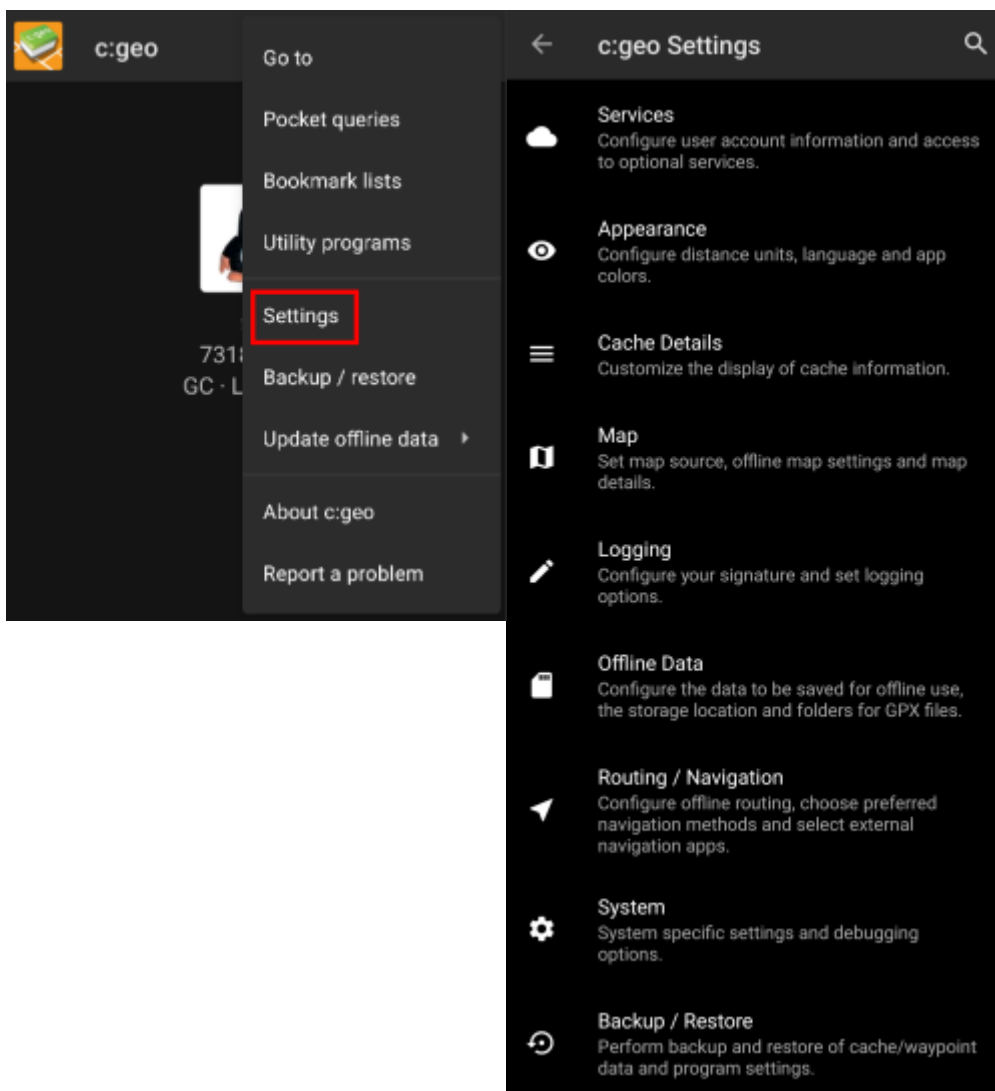 c:geo
Go to
Pocket queries
Bookmark lists
Utility programs
Settings
7318
Backup / restore
GC · L
Update offline data
About c:geo
Report a problem
c:geo Settings
Services
Configure user account information and access
to optional services.
Appearance
Configure distance units, language and app
colors.
Cache Details
Customize the display of cache information.
Map
Set map source, offline map settings and map
details.
Logging
Configure your signature and set logging
options.
Offline Data
Configure the data to be saved for offline use,
the storage location and folders for GPX files.
Routing / Navigation
Configure offline routing, choose preferred
navigation methods and select external
navigation apps.
System
System specific settings and debugging
options.
Backup / Restore
Perform backup and restore of cache/waypoint
data and program settings.